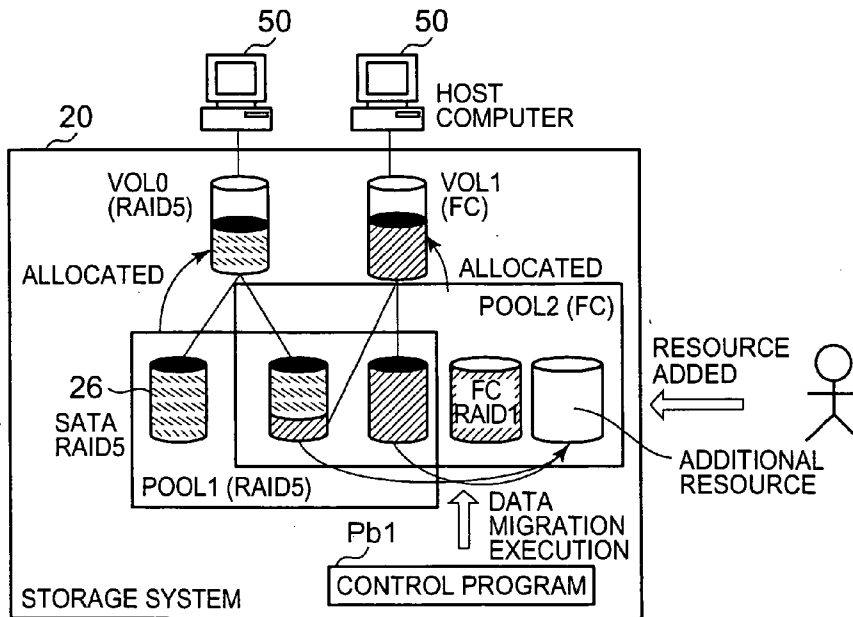 50
50
HOST
COMPUTER
20
VOL0
(RAID5)
VOL1
(FC)
ALLOCATED
ALLOCATED
POOL2 (FC)
RESOURCE
ADDED
26
SATA
RAID5
FC
RAID1
POOL1 (RAID5)
ADDITIONAL
RESOURCE
DATA
MIGRATION
EXECUTION
Pb1
CONTROL PROGRAM
STORAGE SYSTEM